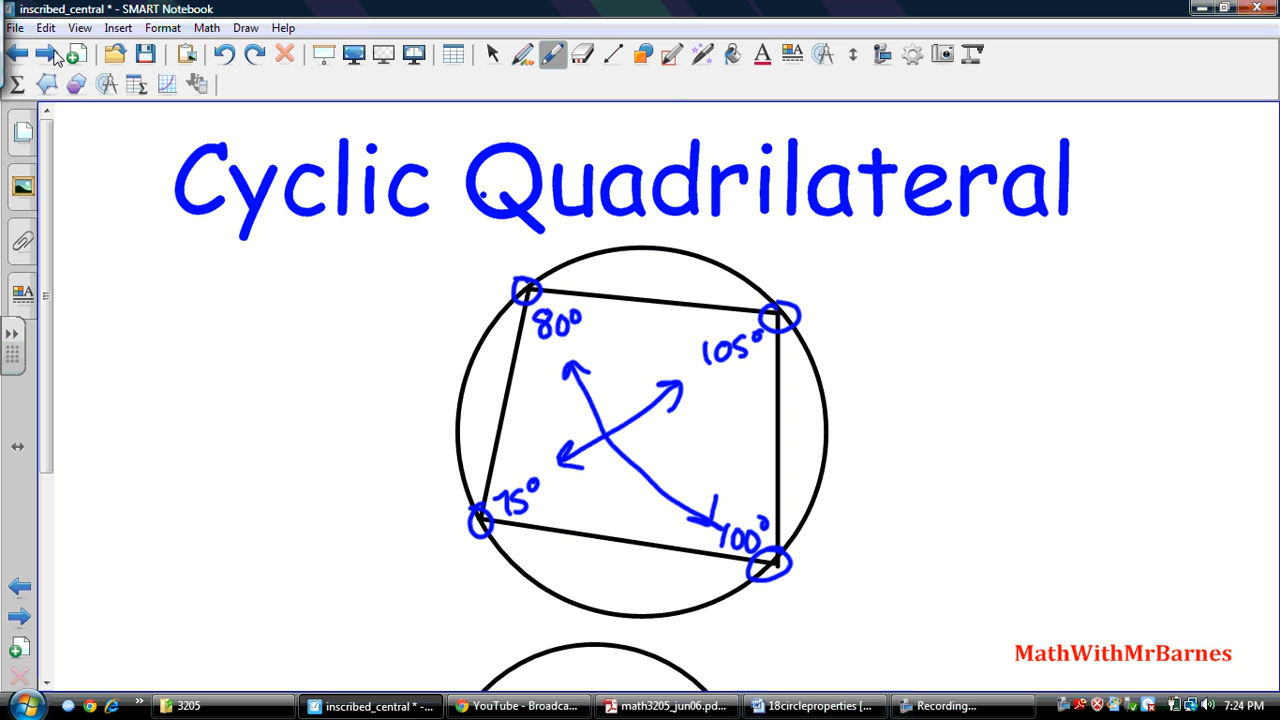 inscribed_central * - SMART Notebook
File Edit View Insert Format Math Draw Help
Cyclic Quadrilateral
80°
105°
75°
100°
MathWithMrBarnes
3205
inscribed_central * -...
YouTube - Broadca...
math3205_jun06.pd...
18circleproperties [...
Recording...
7:24 PM